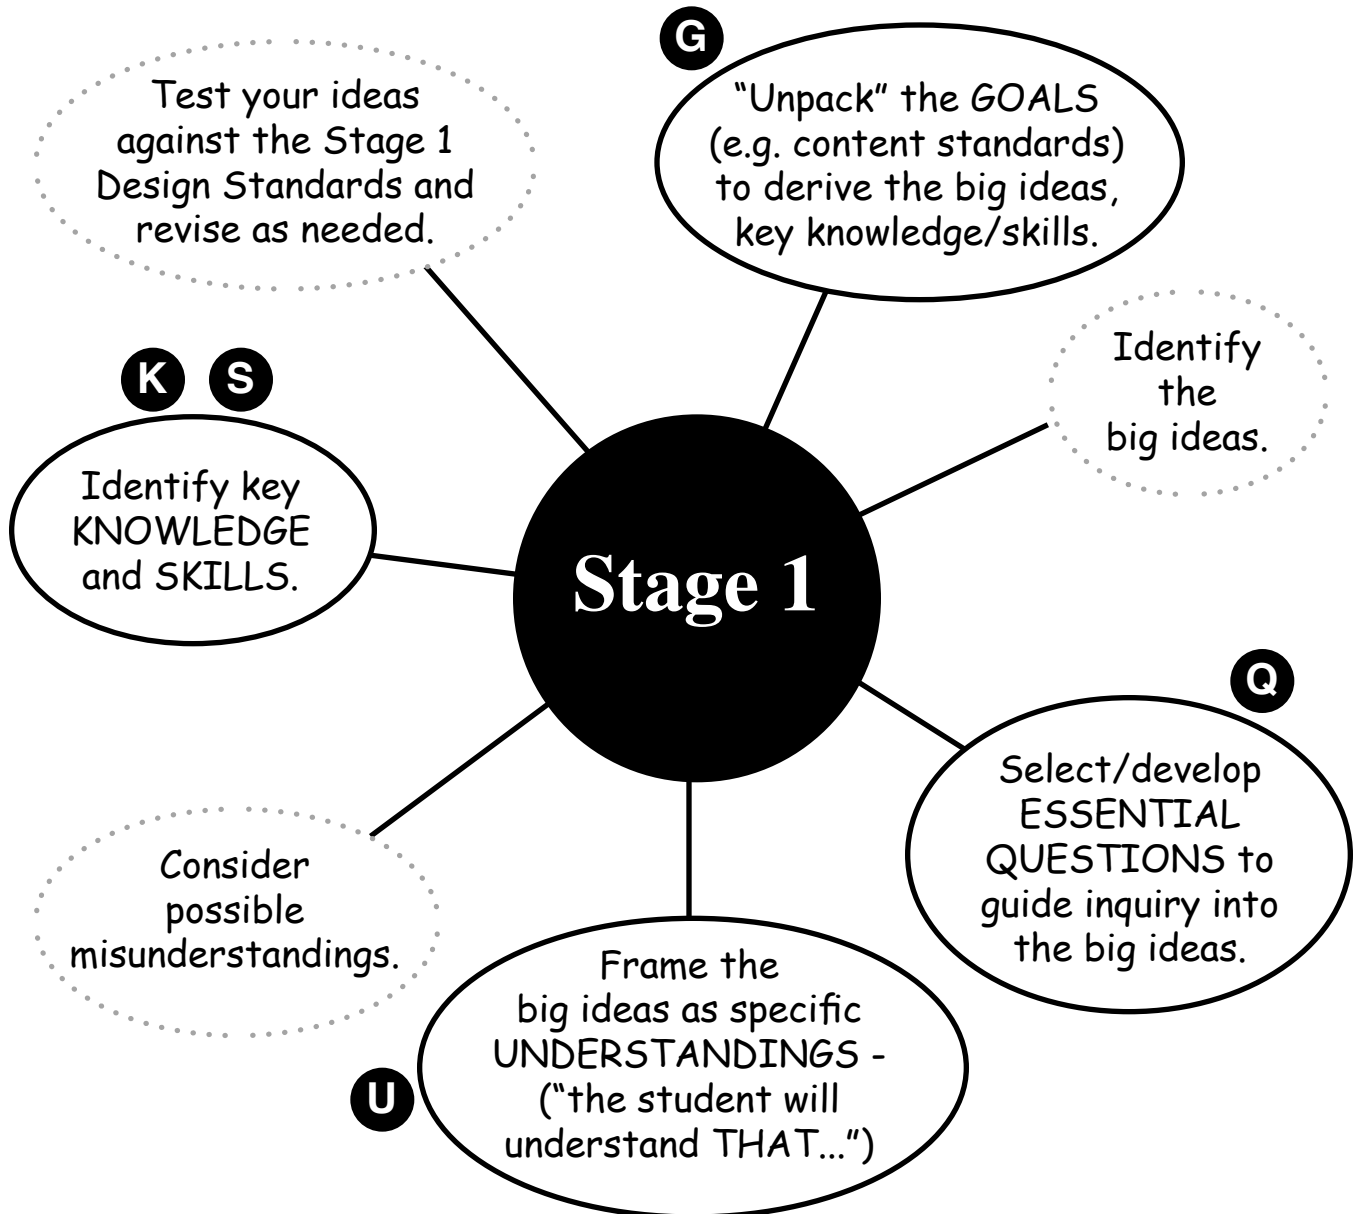 G
“Unpack” the GOALS
(e.g. content standards)
to derive the big ideas,
key knowledge/skills.
Identify
the
big ideas.
Q
Select/develop
ESSENTIAL
QUESTIONS to
guide inquiry into
the big ideas.
U
Frame the
big ideas as specific
UNDERSTANDINGS -
(“the student will
understand THAT...”)
Consider
possible
misunderstandings.
K S
Identify key
KNOWLEDGE
and SKILLS.
Test your ideas
against the Stage 1
Design Standards and
revise as needed.
Stage 1